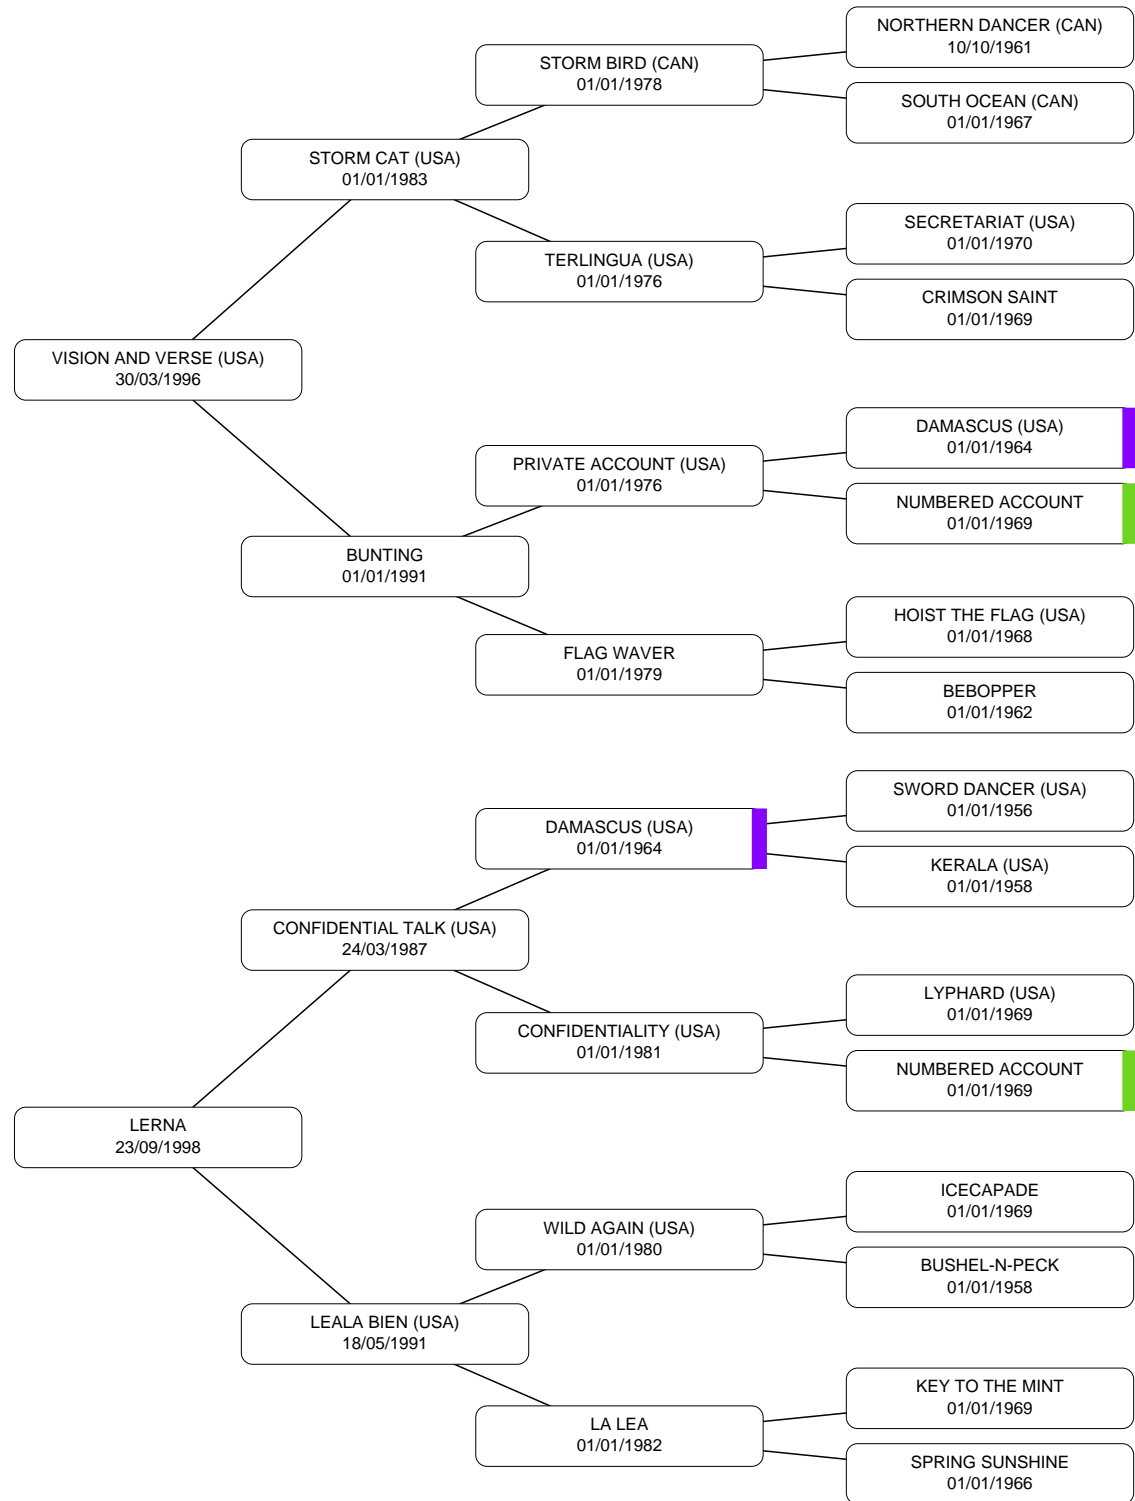 NORTHERN DANCER (CAN)
10/10/1961
STORM BIRD (CAN)
01/01/1978
SOUTH OCEAN (CAN)
01/01/1967
STORM CAT (USA)
01/01/1983
SECRETARIAT (USA)
01/01/1970
TERLINGUA (USA)
01/01/1976
CRIMSON SAINT
01/01/1969
VISION AND VERSE (USA)
30/03/1996
DAMASCUS (USA)
01/01/1964
PRIVATE ACCOUNT (USA)
01/01/1976
NUMBERED ACCOUNT
01/01/1969
BUNTING
01/01/1991
HOIST THE FLAG (USA)
01/01/1968
FLAG WAVER
01/01/1979
BEBOPPER
01/01/1962
SWORD DANCER (USA)
01/01/1956
DAMASCUS (USA)
01/01/1964
KERALA (USA)
01/01/1958
CONFIDENTIAL TALK (USA)
24/03/1987
LYPHARD (USA)
01/01/1969
CONFIDENTIALITY (USA)
01/01/1981
NUMBERED ACCOUNT
01/01/1969
LERNA
23/09/1998
ICECAPADE
01/01/1969
WILD AGAIN (USA)
01/01/1980
BUSHEL-N-PECK
01/01/1958
LEALA BIEN (USA)
18/05/1991
KEY TO THE MINT
01/01/1969
LA LEA
01/01/1982
SPRING SUNSHINE
01/01/1966